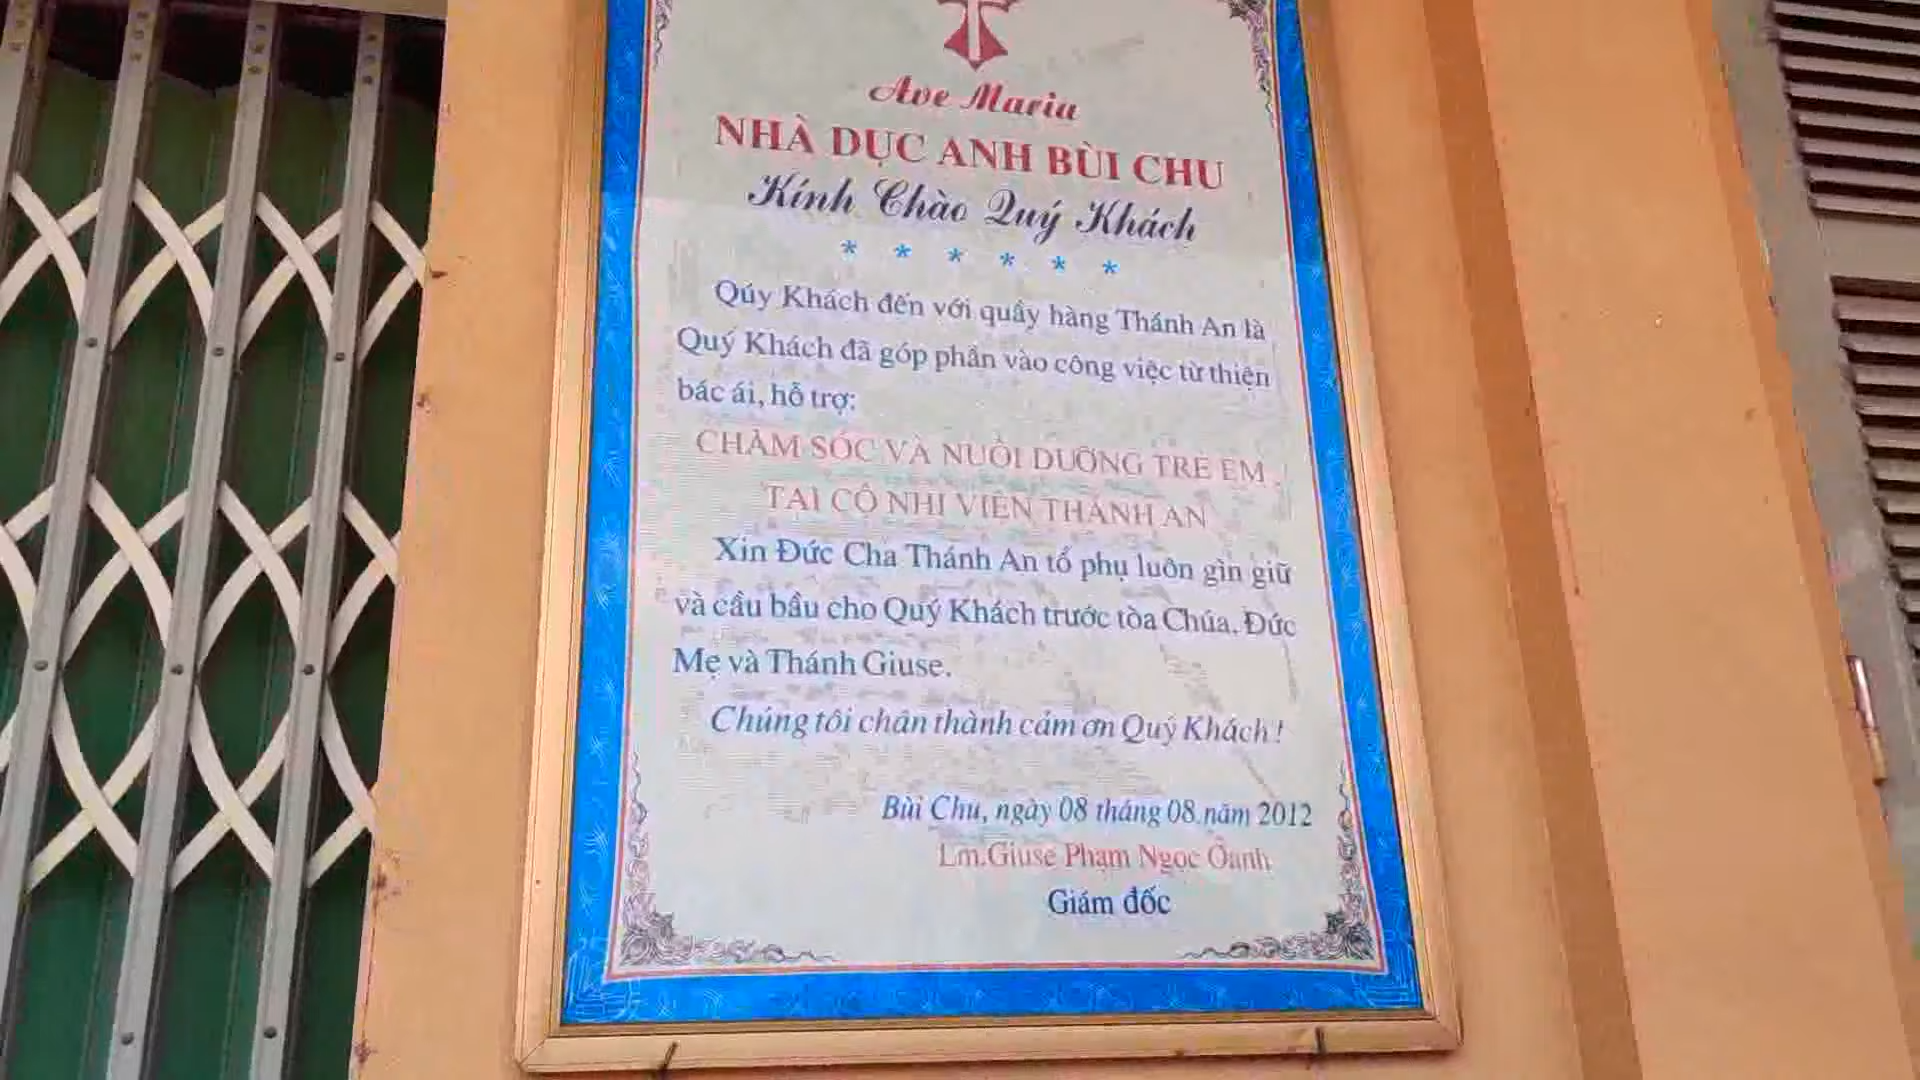 Ave Maria
NHÀ DỤC ANH BÙI CHU
Kính Chào Quý Khách
* * * * * *
Qúy Khách đến với quầy hàng Thánh An là
Quý Khách đã góp phần vào công việc từ thiện
bác ái, hỗ trợ:
CHĂM SÓC VÀ NUÔI DƯỠNG TRẺ EM
TẠI CÔ NHI VIỆN THÁNH AN
Xin Đức Cha Thánh An tổ phụ luôn gìn giữ
và cầu bầu cho Quý Khách trước tòa Chúa, Đức
Mẹ và Thánh Giuse.
Chúng tôi chân thành cảm ơn Quý Khách !
Bùi Chu, ngày 08 tháng 08 năm 2012
Lm.Giuse Phạm Ngọc Oanh
Giám đốc